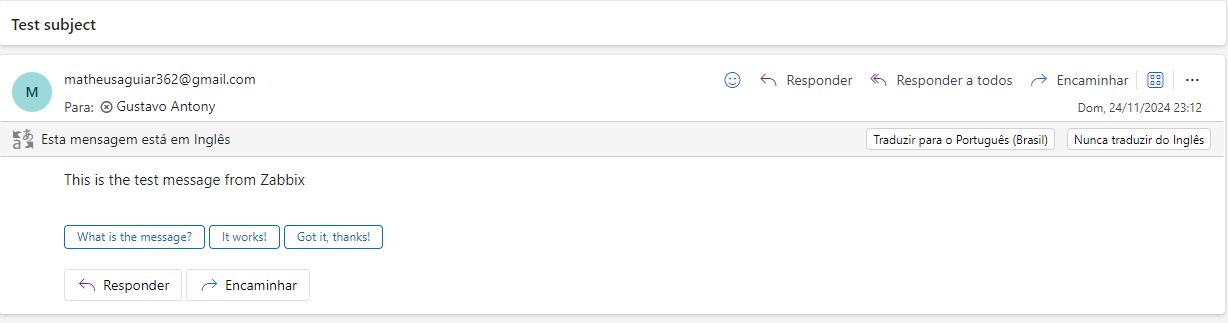 Test subject
M
matheusaguiar362@gmail.com
Responder
Responder a todos
Encaminhar
Para: Gustavo Antony
Dom, 24/11/2024 23:12
Esta mensagem está em Inglês
Traduzir para o Português (Brasil)
Nunca traduzir do Inglês
This is the test message from Zabbix
What is the message?
It works!
Got it, thanks!
Responder
Encaminhar